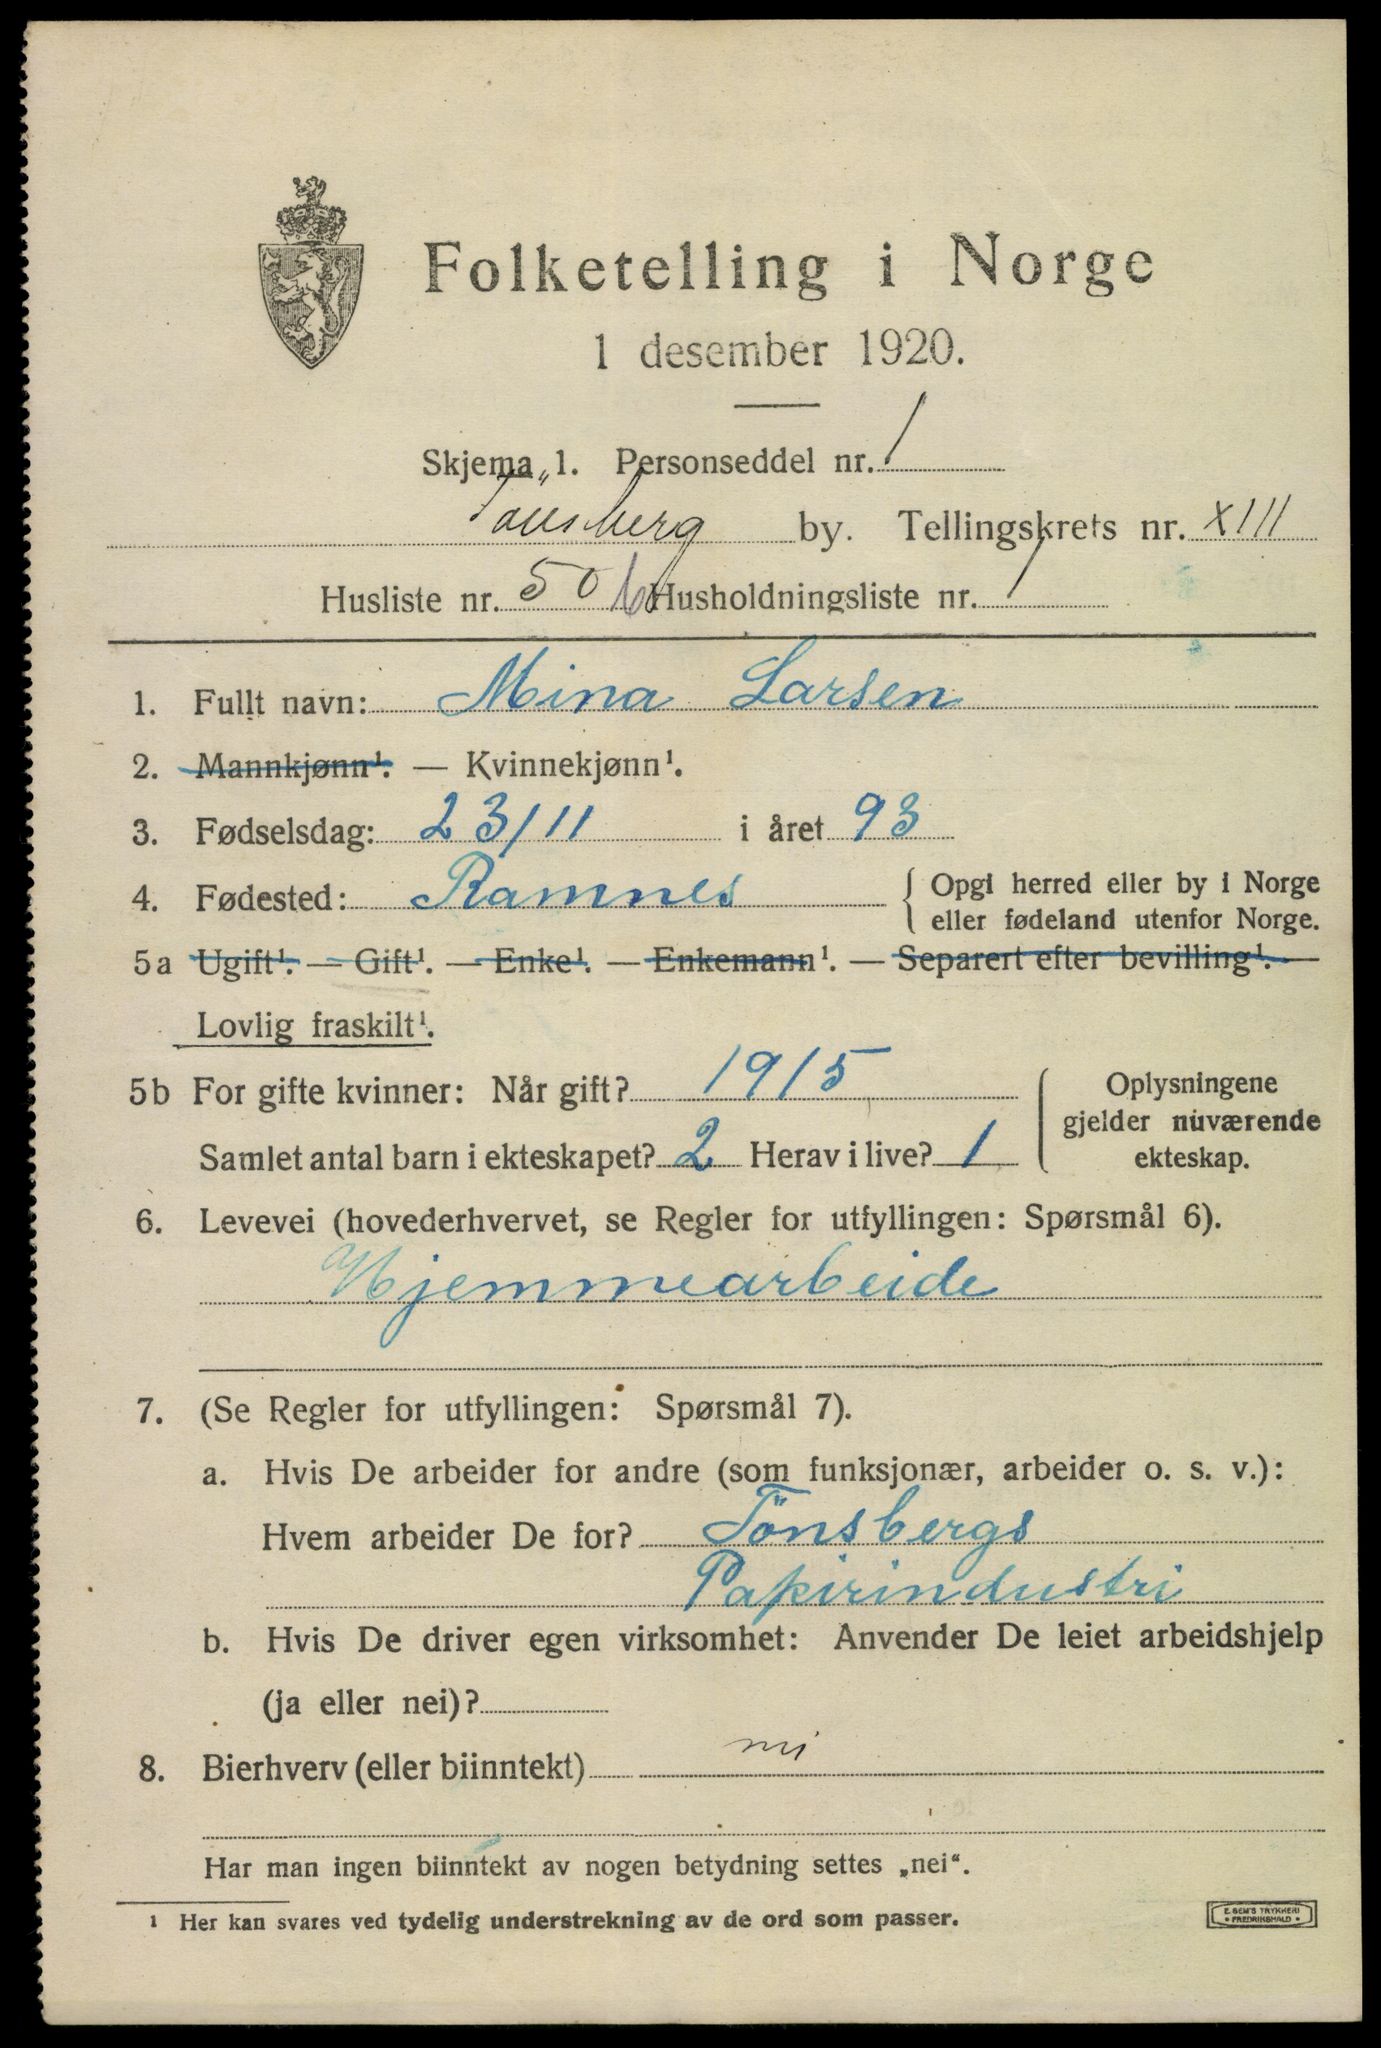 Folketelling i Norge
1 desember 1920.
Skjema 1. Personseddel nr. 1
Tönsberg by. Tellingskrets nr. XIII
Husliste nr. 50 b Husholdningsliste nr. 1
1. Fullt navn: Mina Larsen
2. Mannkjønn¹. — Kvinnekjønn¹.
3. Fødselsdag: 23/11 i året 93
4. Fødested: Ramnes { Opgi herred eller by i Norge
eller fødeland utenfor Norge.
5a Ugift¹. — Gift¹. — Enke¹. — Enkemann¹. — Separert efter bevilling¹. —
Lovlig fraskilt¹.
5b For gifte kvinner: Når gift? 1915
Samlet antal barn i ekteskapet? 2 Herav i live? 1
Oplysningene
gjelder nuværende
ekteskap.
6. Levevei (hovederhvervet, se Regler for utfyllingen: Spørsmål 6).
Hjemmearbeide
7. (Se Regler for utfyllingen: Spørsmål 7).
a. Hvis De arbeider for andre (som funksjonær, arbeider o. s. v.):
Hvem arbeider De for? Tönsbergs
Papirindustri
b. Hvis De driver egen virksomhet: Anvender De leiet arbeidshjelp
(ja eller nei)?
8. Bierhverv (eller biinntekt) nei
Har man ingen biinntekt av nogen betydning settes „nei“.
¹ Her kan svares ved tydelig understrekning av de ord som passer.
E. SEM'S TRYKKERI
• FREDRIKSHALD •